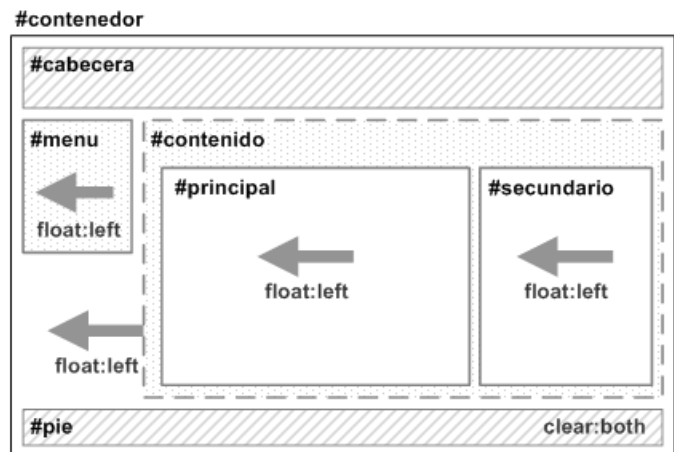 #contenedor
#cabecera
#menu
float:left
#contenido
#principal
float:left
#secundario
float:left
float:left
#pie
clear:both